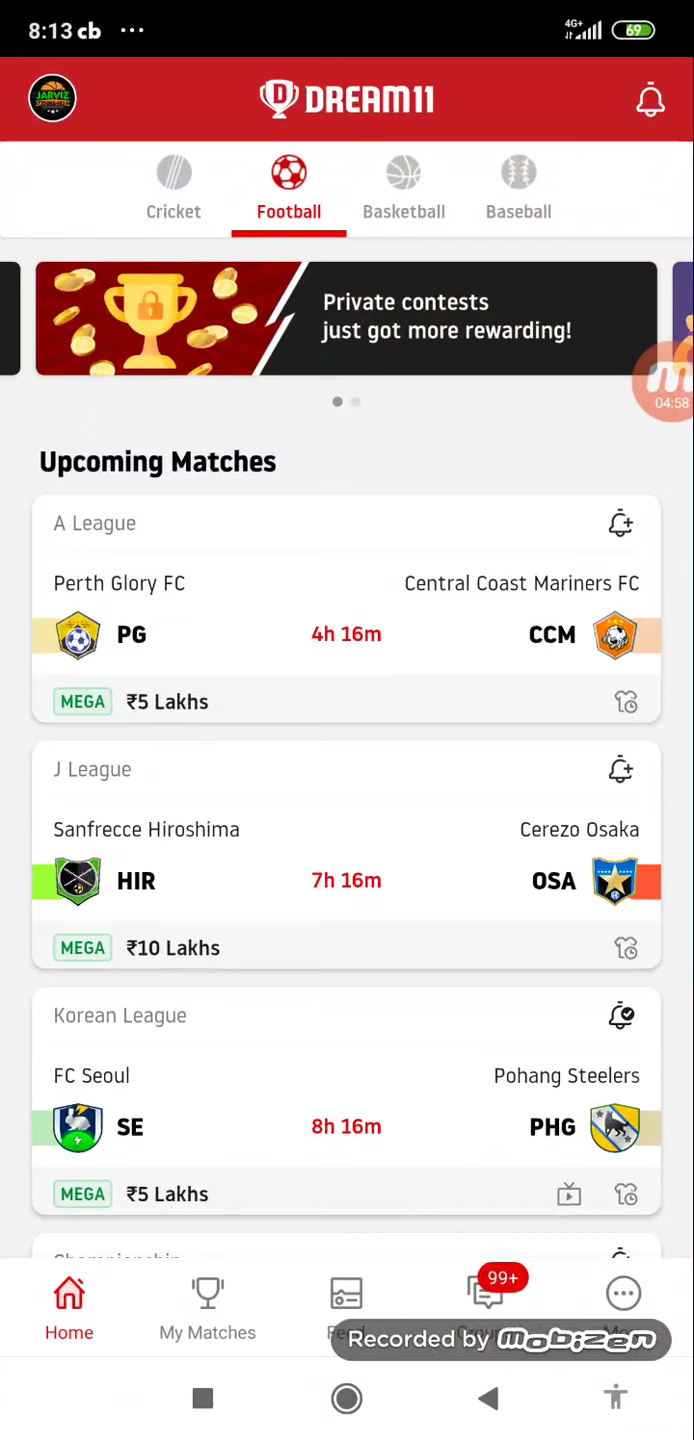 8:13 cb ...
4G+
69
JARVIZ
DREAM11
Cricket
Football
Basketball
Baseball
Private contests
just got more rewarding!
04:58
Upcoming Matches
A League
Perth Glory FC
Central Coast Mariners FC
PG
4h 16m
CCM
MEGA ₹5 Lakhs
J League
Sanfrecce Hiroshima
Cerezo Osaka
HIR
7h 16m
OSA
MEGA ₹10 Lakhs
Korean League
FC Seoul
Pohang Steelers
SE
8h 16m
PHG
MEGA ₹5 Lakhs
Championship
99+
Home
My Matches
Recorded by mobizen